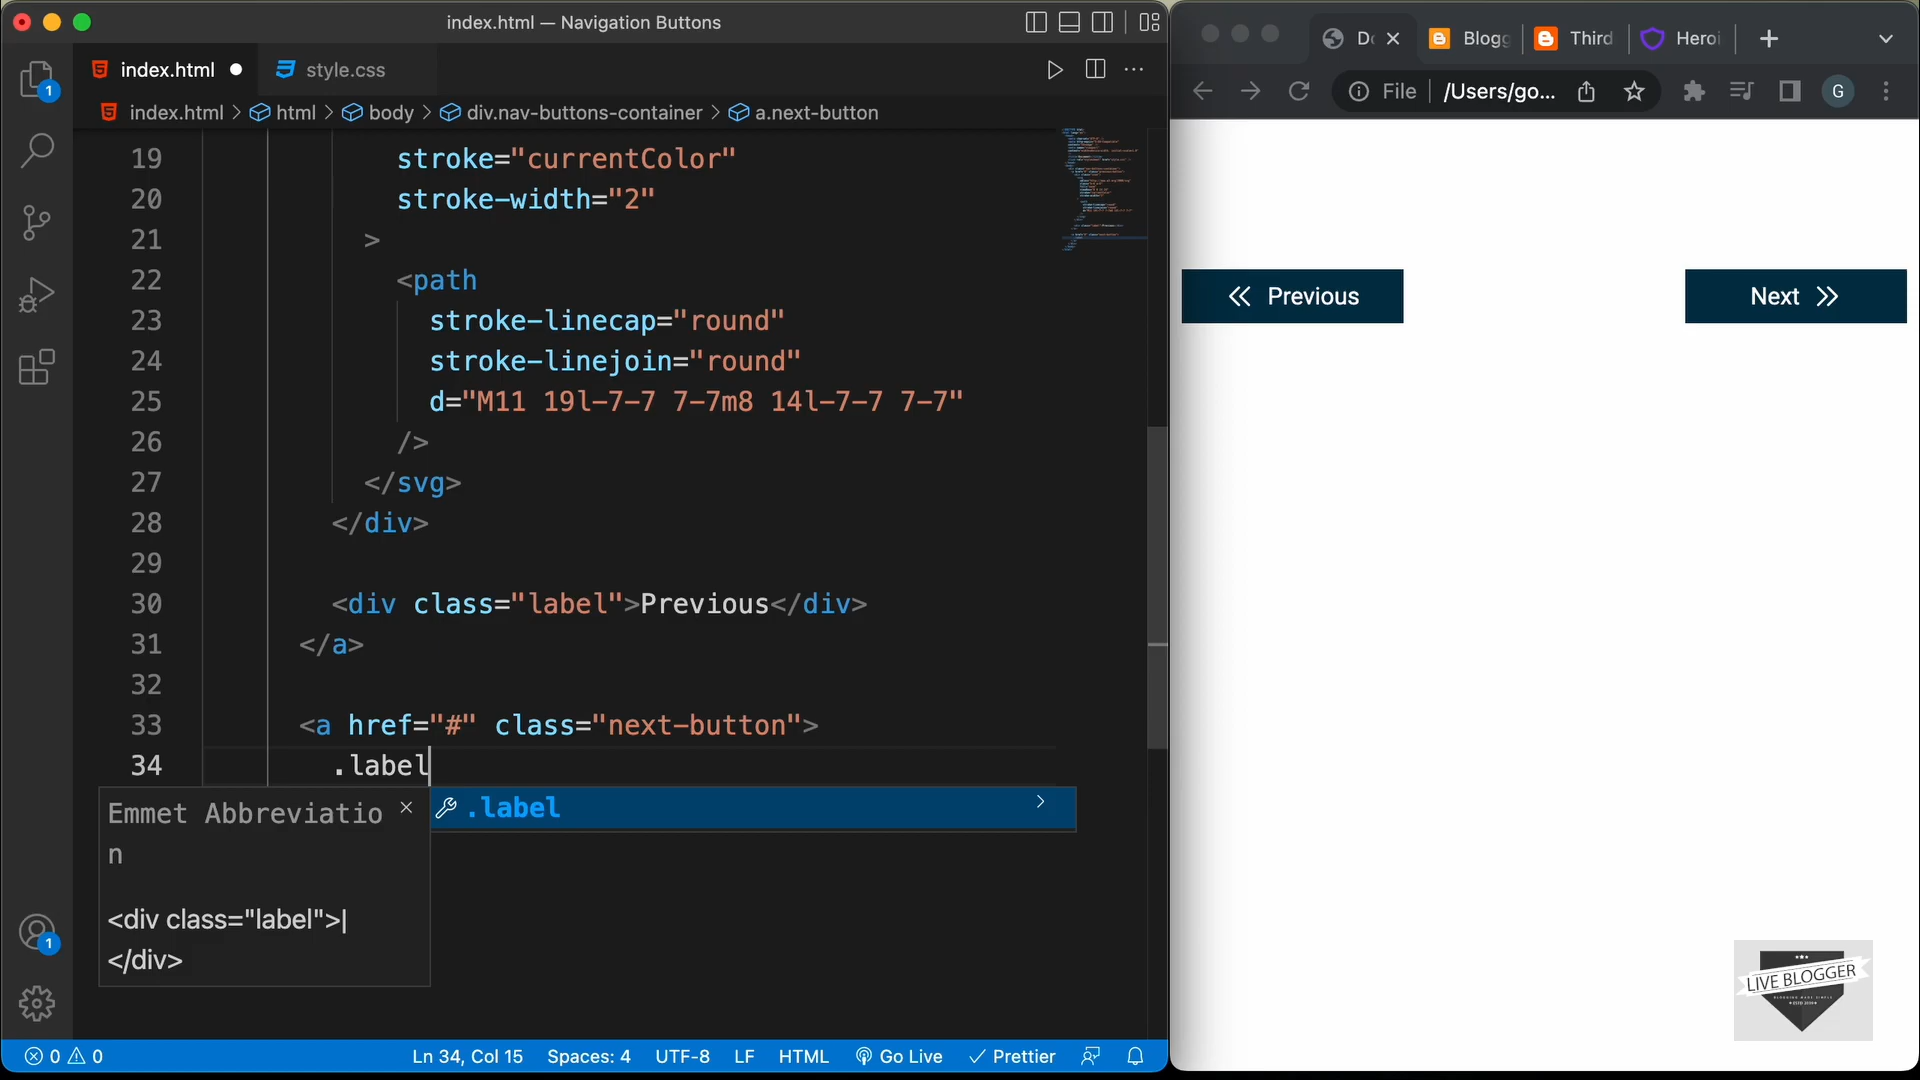 index.html — Navigation Buttons
index.html
style.css
index.html > html > body > div.nav-buttons-container > a.next-button
19 stroke="currentColor"
20 stroke-width="2"
21 >
22 <path
23 stroke-linecap="round"
24 stroke-linejoin="round"
25 d="M11 19l-7-7 7-7m8 14l-7-7 7-7"
26 />
27 </svg>
28 </div>
29
30 <div class="label">Previous</div>
31 </a>
32
33 <a href="#" class="next-button">
34 .label
.label
Emmet Abbreviatio
n
<div class="label">|
</div>
1
1
0 0
Ln 34, Col 15 Spaces: 4 UTF-8 LF HTML Go Live Prettier
Blogg Third Heroi
File /Users/go...
G
Previous
Next
LIVE BLOGGER